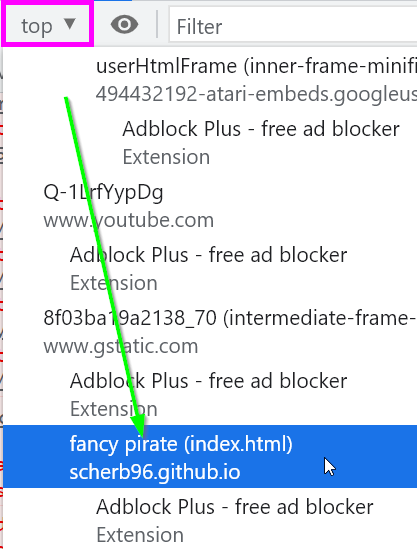 top ▼
Filter
userHtmlFrame (inner-frame-minifi
494432192-atari-embeds.googleus
Adblock Plus - free ad blocker
Extension
Q-1LrfYypDg
www.youtube.com
Adblock Plus - free ad blocker
Extension
8f03ba19a2138_70 (intermediate-frame-
www.gstatic.com
Adblock Plus - free ad blocker
Extension
fancy pirate (index.html)
scherb96.github.io
Adblock Plus - free ad blocker
Extension